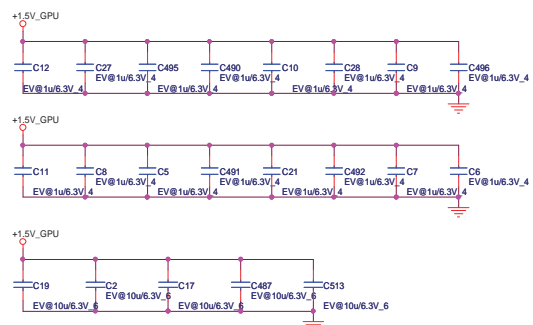 +1.5V_GPU
C12 C27 C495 C490 C10 C28 C9 C496
EV@1u/6.3V_4 EV@1u/6.3V_4 EV@1u/6.3V_4 EV@1u/6.3V_4
EV@1u/6.3V_4 EV@1u/6.3V_4 EV@1u/6.3V_4 EV@1u/6.3V_4
+1.5V_GPU
C11 C8 C5 C491 C21 C492 C7 C6
EV@1u/6.3V_4 EV@1u/6.3V_4 EV@1u/6.3V_4 EV@1u/6.3V_4
EV@1u/6.3V_4 EV@1u/6.3V_4 EV@1u/6.3V_4 EV@1u/6.3V_4
+1.5V_GPU
C19 C2 C17 C487 C513
EV@10u/6.3V_6 EV@10u/6.3V_6
EV@10u/6.3V_6 EV@10u/6.3V_6 EV@10u/6.3V_6